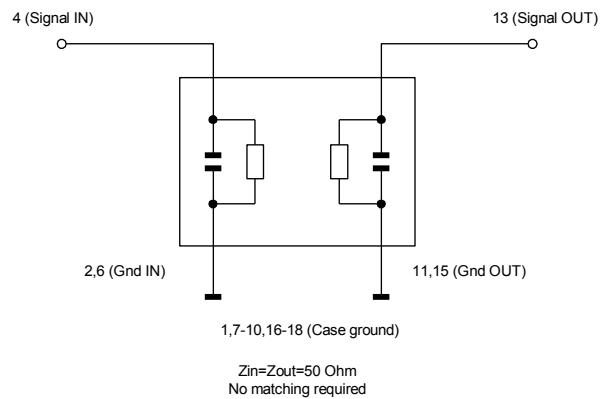 4 (Signal IN)
13 (Signal OUT)
2,6 (Gnd IN)
11,15 (Gnd OUT)
1,7-10,16-18 (Case ground)
Zin=Zout=50 Ohm
No matching required